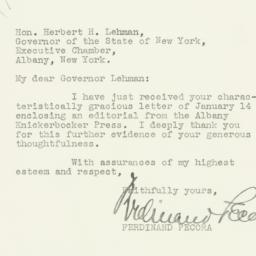 Hon. Herbert H. Lehman,
Governor of the State of New York,
Executive Chamber,
Albany, New York.
My dear Governor Lehman:
I have just received your charac-
teristically gracious letter of January 14
enclosing an editorial from the Albany
Knickerbocker Press. I deeply thank you
for this further evidence of your generous
thoughtfulness.
With assurances of my highest
esteem and respect,
Faithfully yours,
Ferdinand Peco
FERDINAND PECORA